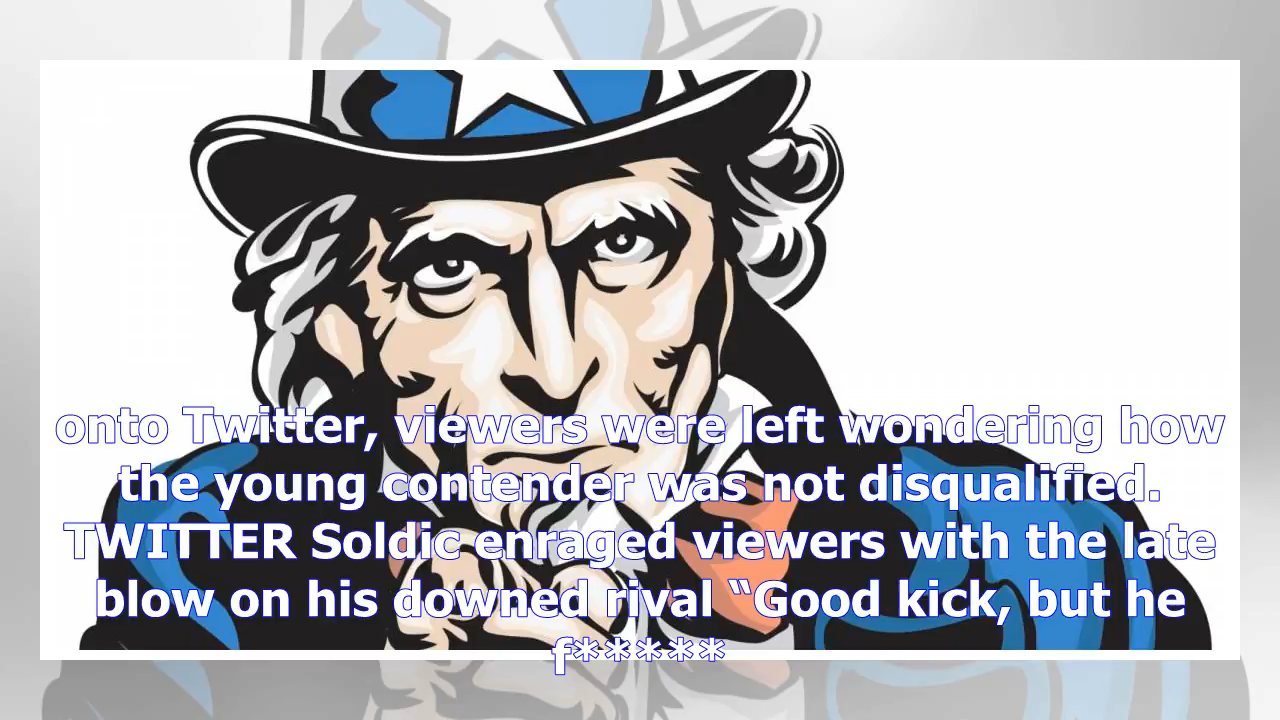 onto Twitter, viewers were left wondering how
the young contender was not disqualified.
TWITTER Soldic enraged viewers with the late
blow on his downed rival “Good kick, but he
f*****